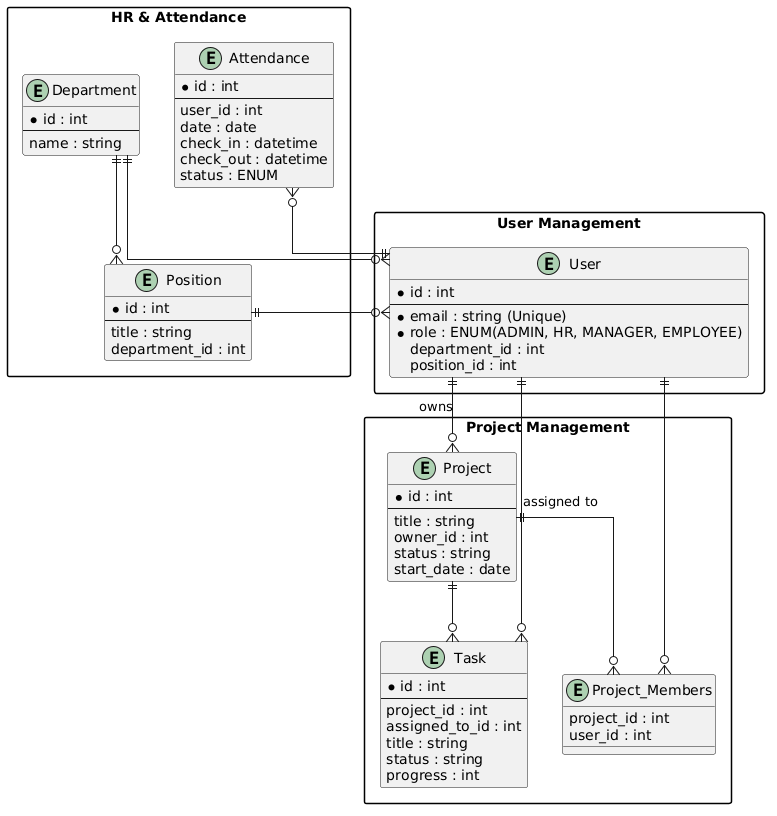 HR & Attendance
E Department
* id : int
name : string
E Attendance
* id : int
user_id : int
date : date
check_in : datetime
check_out : datetime
status : ENUM
E Position
* id : int
title : string
department_id : int
User Management
E User
* id : int
* email : string (Unique)
* role : ENUM(ADMIN, HR, MANAGER, EMPLOYEE)
department_id : int
position_id : int
owns
Project Management
E Project
* id : int
title : string
owner_id : int
status : string
start_date : date
assigned to
E Task
* id : int
project_id : int
assigned_to_id : int
title : string
status : string
progress : int
E Project_Members
project_id : int
user_id : int